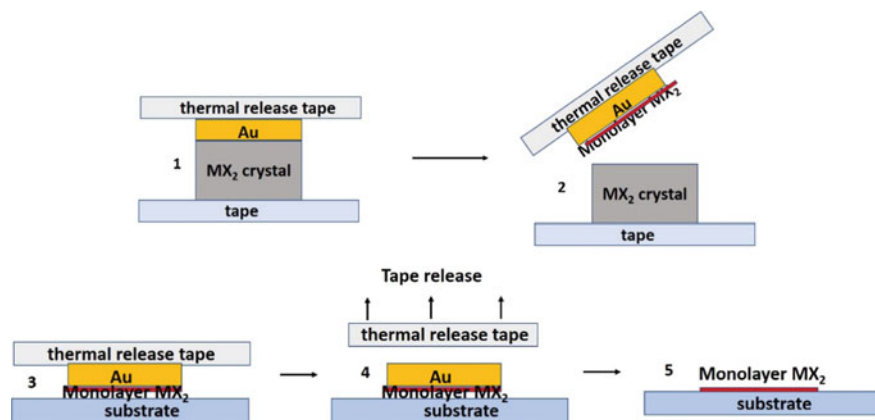 thermal release tape
Au
1
MX₂ crystal
tape
thermal release tape
Au
Monolayer MX₂
2
MX₂ crystal
tape
Tape release
thermal release tape
3
Au
Monolayer MX₂
substrate
thermal release tape
4
Au
Monolayer MX₂
substrate
5
Monolayer MX₂
substrate